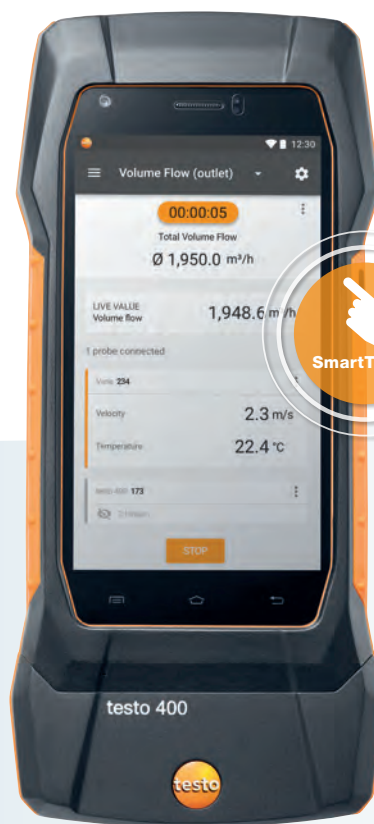 12:30
Volume Flow (outlet)
00:00:05
Total Volume Flow
Ø 1,950.0 m³/h
LIVE VALUE
Volume flow
1,948.6 m³/h
1 probe connected
Vane 234
Velocity
2.3 m/s
Temperature
22.4 °C
testo 400 173
2 hidden
STOP
SmartT
testo 400
testo